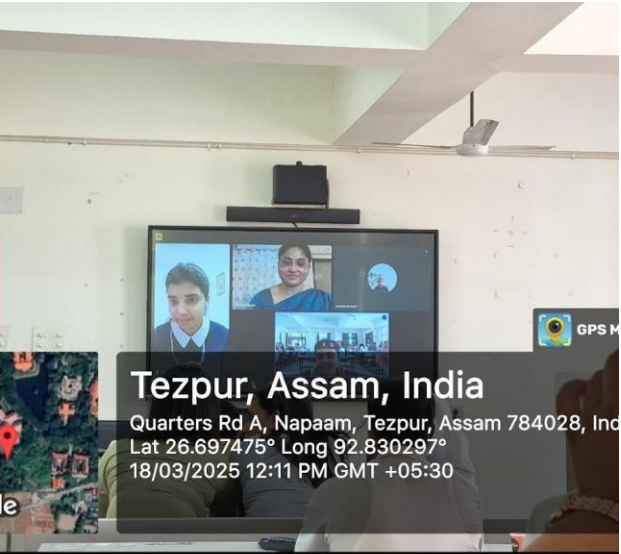 GPS M
Tezpur, Assam, India
Quarters Rd A, Napaam, Tezpur, Assam 784028, Ind
Lat 26.697475° Long 92.830297°
18/03/2025 12:11 PM GMT +05:30
le